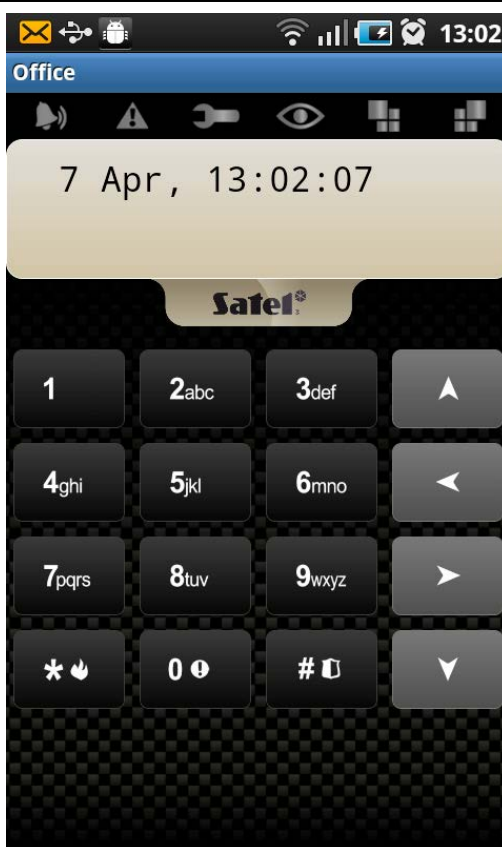 13:02
Office
7 Apr, 13:02:07
Satel®
1 2abc 3def
4ghi 5jkl 6mno
7pqrs 8tuv 9wxyz
* 0 #